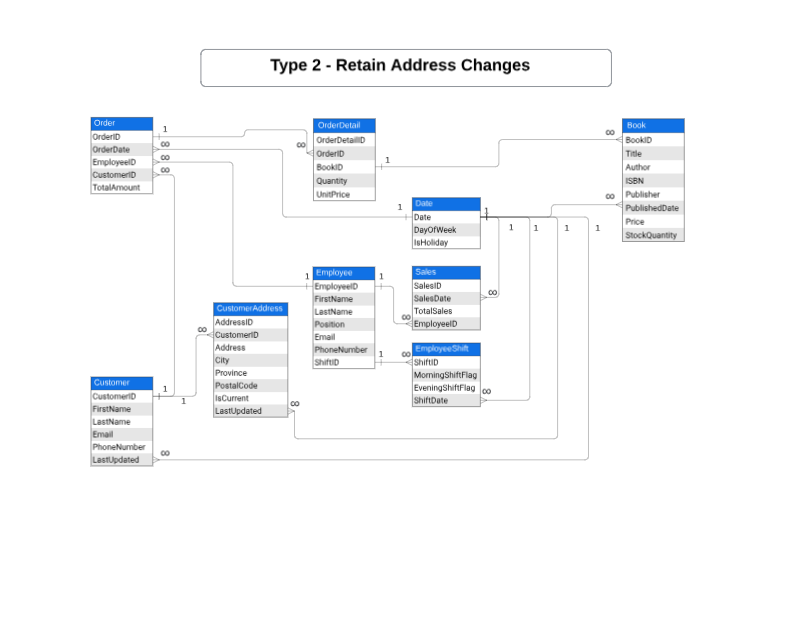 Type 2 - Retain Address Changes
Order
OrderID
OrderDate
EmployeeID
CustomerID
TotalAmount
1
∞
∞
∞
OrderDetail
OrderDetailID
OrderID
BookID
Quantity
UnitPrice
∞
1
Book
BookID
Title
Author
ISBN
Publisher
PublishedDate
Price
StockQuantity
∞
∞
Date
Date
DayOfWeek
IsHoliday
1
1
1
1
1
1
Employee
EmployeeID
FirstName
LastName
Position
Email
PhoneNumber
ShiftID
1
1
1
Sales
SalesID
SalesDate
TotalSales
EmployeeID
∞
∞
EmployeeShift
ShiftID
MorningShiftFlag
EveningShiftFlag
ShiftDate
∞
∞
CustomerAddress
AddressID
CustomerID
Address
City
Province
PostalCode
IsCurrent
LastUpdated
∞
∞
Customer
CustomerID
FirstName
LastName
Email
PhoneNumber
LastUpdated
1
1
∞